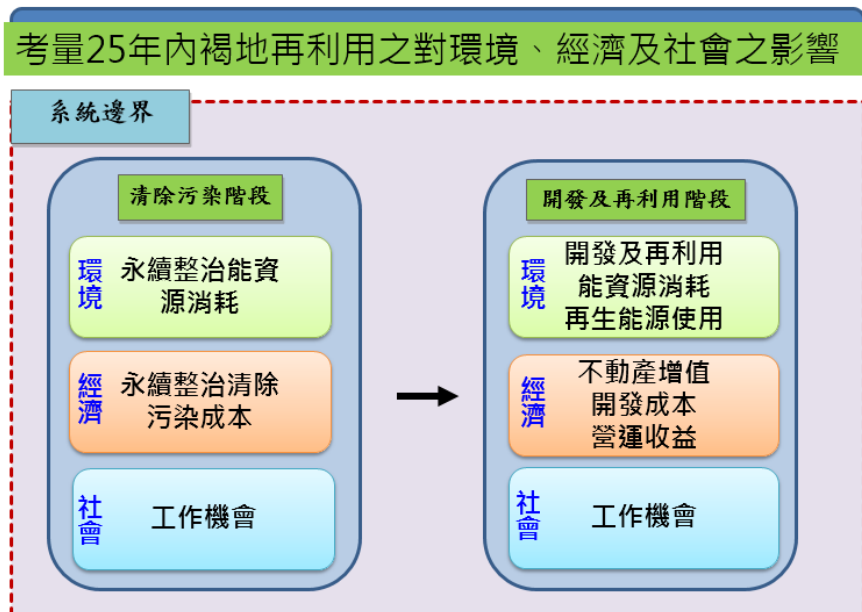 考量25年內褐地再利用之對環境、經濟及社會之影響
系統邊界
清除污染階段
環境
永續整治能資
源消耗
經濟
永續整治清除
污染成本
社會
工作機會
開發及再利用階段
環境
開發及再利用
能資源消耗
再生能源使用
經濟
不動產增值
開發成本
營運收益
社會
工作機會